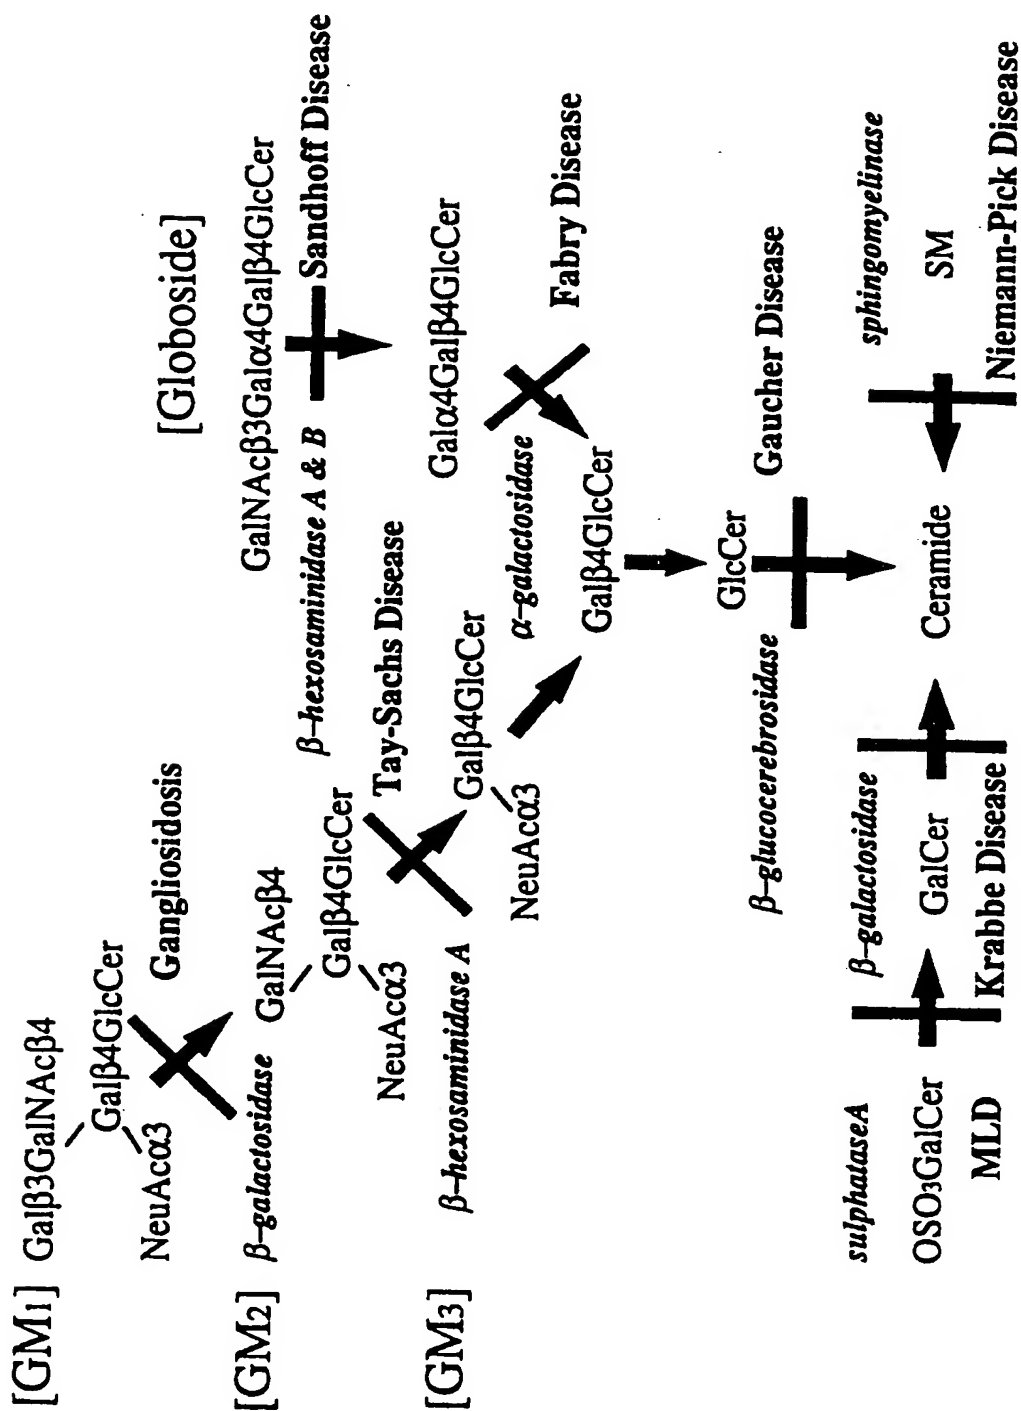 [GM1]
Galβ3GalNAcβ4
Galβ4GlcCer
NeuAcα3
Gangliosidosis
[GM2]
β-galactosidase
GalNAcβ4
Galβ4GlcCer
NeuAcα3
Tay-Sachs Disease
[GM3]
β-hexosaminidase A
Galβ4GlcCer
NeuAcα3
[Globoside]
GalNAcβ3Galα4Galβ4GlcCer
β-hexosaminidase A & B
Sandhoff Disease
Galα4Galβ4GlcCer
α-galactosidase
Fabry Disease
Galβ4GlcCer
GlcCer
β-glucocerebrosidase
Gaucher Disease
sulphataseA
β-galactosidase
sphingomyelinase
OSO3GalCer
GalCer
Ceramide
SM
MLD
Krabbe Disease
Niemann-Pick Disease